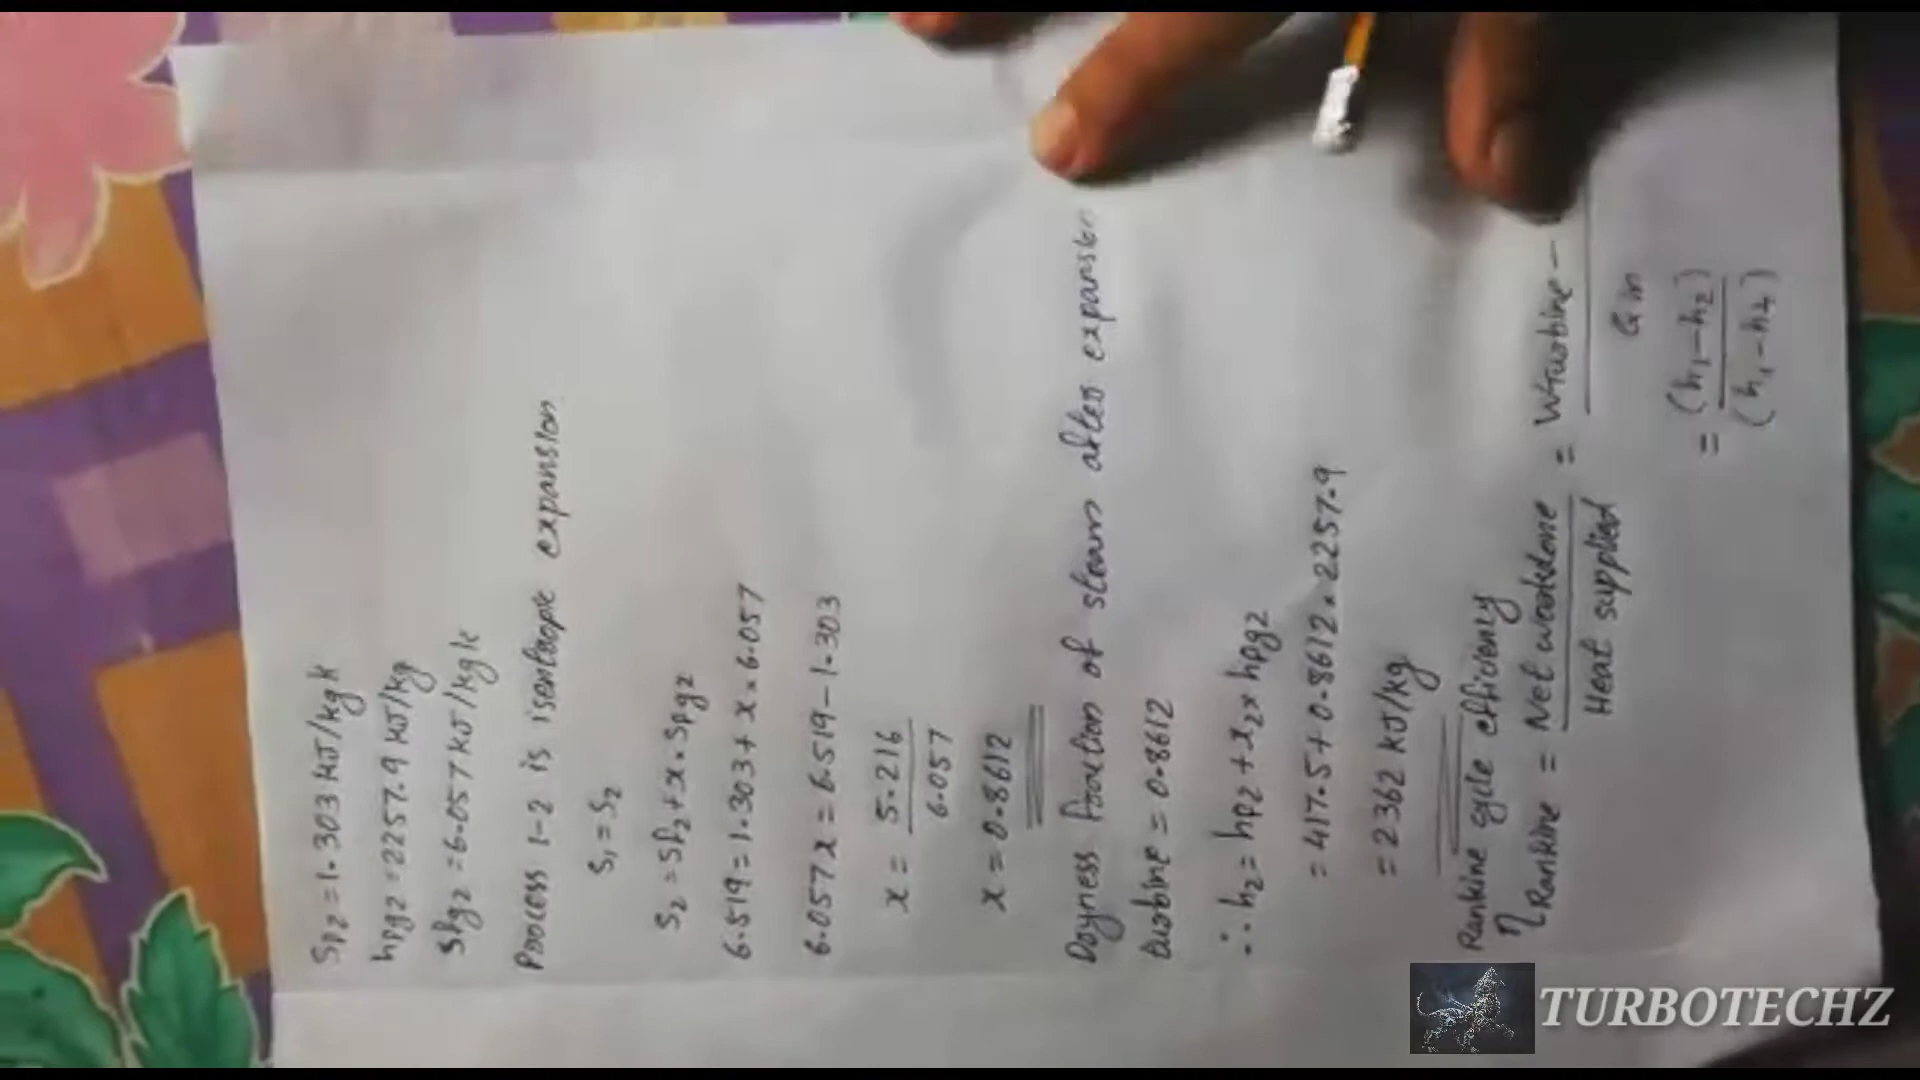 Sf2 = 1.303 kJ/kgk
hfg2 = 2257.9 kJ/kg
Sfg2 = 6.057 kJ/kgk
Process 1-2 is isentropic expansion
S1 = S2
S2 = Sf2 + x × Sfg2
6.519 = 1.303 + x × 6.057
6.057 x = 6.519 - 1.303
x = 5.216 / 6.057
x = 0.8612
Dryness fraction of steam after expansion
turbine = 0.8612
∴ h2 = hf2 + x2 × hfg2
= 417.5 + 0.8612 × 2257.9
= 2362 kJ/kg
Rankine cycle efficiency
η Rankine = Net workdone / Heat supplied = Wturbine - / Qin
= (h1 - h2) / (h1 - h4)
TURBOTECHZ